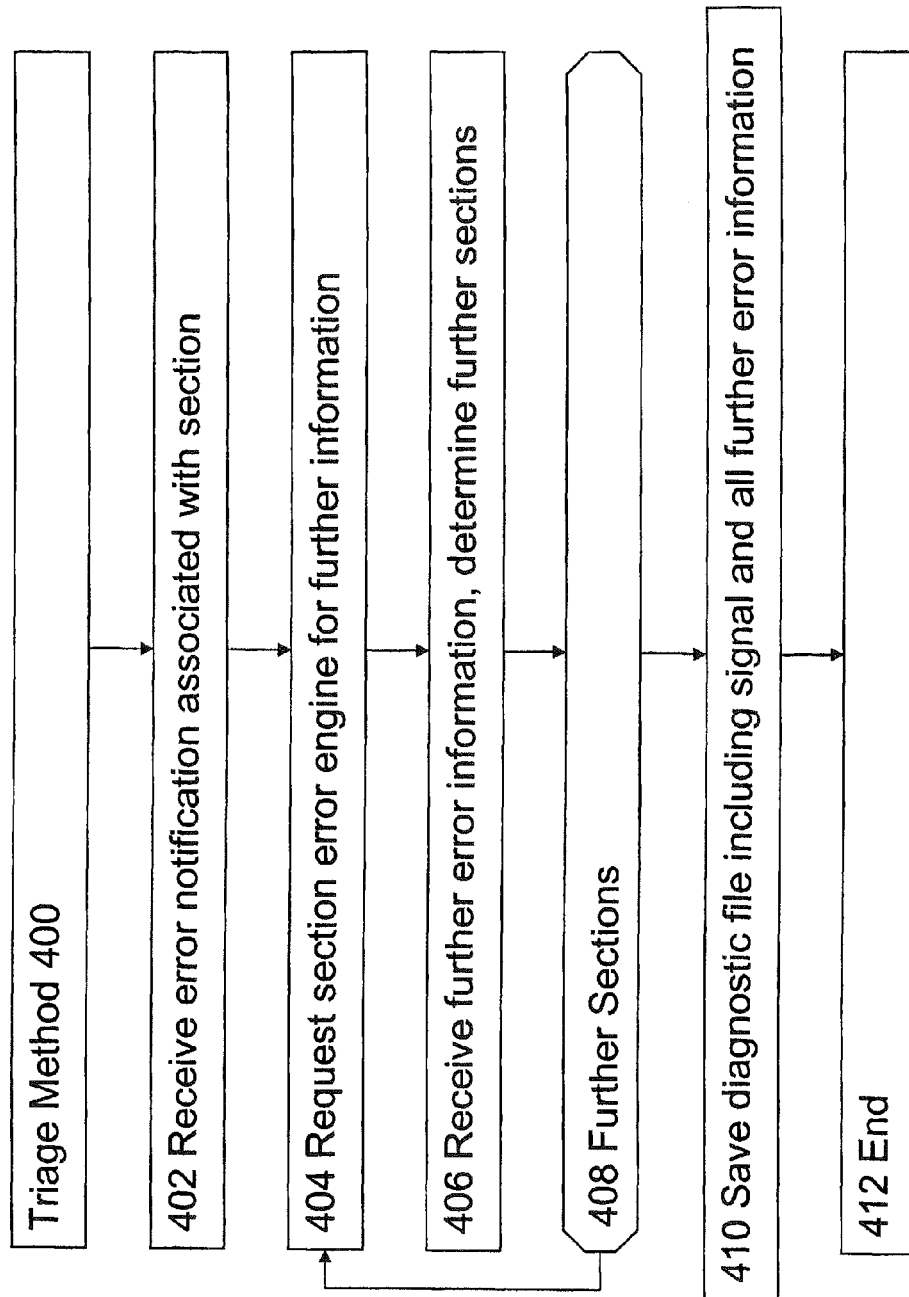 Triage Method 400
402 Receive error notification associated with section
404 Request section error engine for further information
406 Receive further error information, determine further sections
408 Further Sections
410 Save diagnostic file including signal and all further error information
412 End